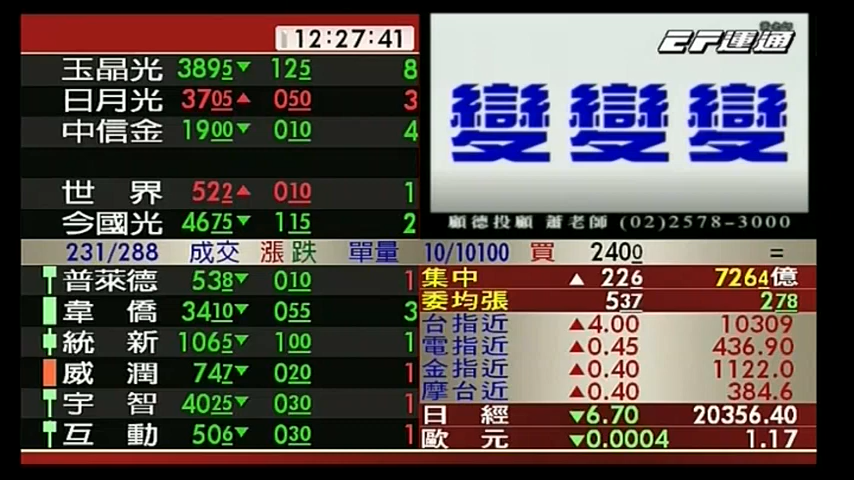 12:27:41
玉晶光 3895▼ 125 8
日月光 3705▲ 050 3
中信金 1900▼ 010 4
世界 522▲ 010 1
今國光 4675▼ 115 2
231/288 成交 漲跌 單量
普萊德 538▼ 010 1
韋僑 3410▼ 055 3
統新 1065▼ 100 1
威潤 747▼ 020 1
宇智 4025▼ 030 1
互動 506▼ 030 1
運通
變變變
顧德投顧 蕭老師 (02)2578-3000
10/10100 買 2400 =
集中 ▲ 226 7264億
委均張 537 278
台指近 ▲4.00 10309
電指近 ▲0.45 436.90
金指近 ▲0.40 1122.0
摩台近 ▲0.40 384.6
日經 ▼6.70 20356.40
歐元 ▼0.0004 1.17